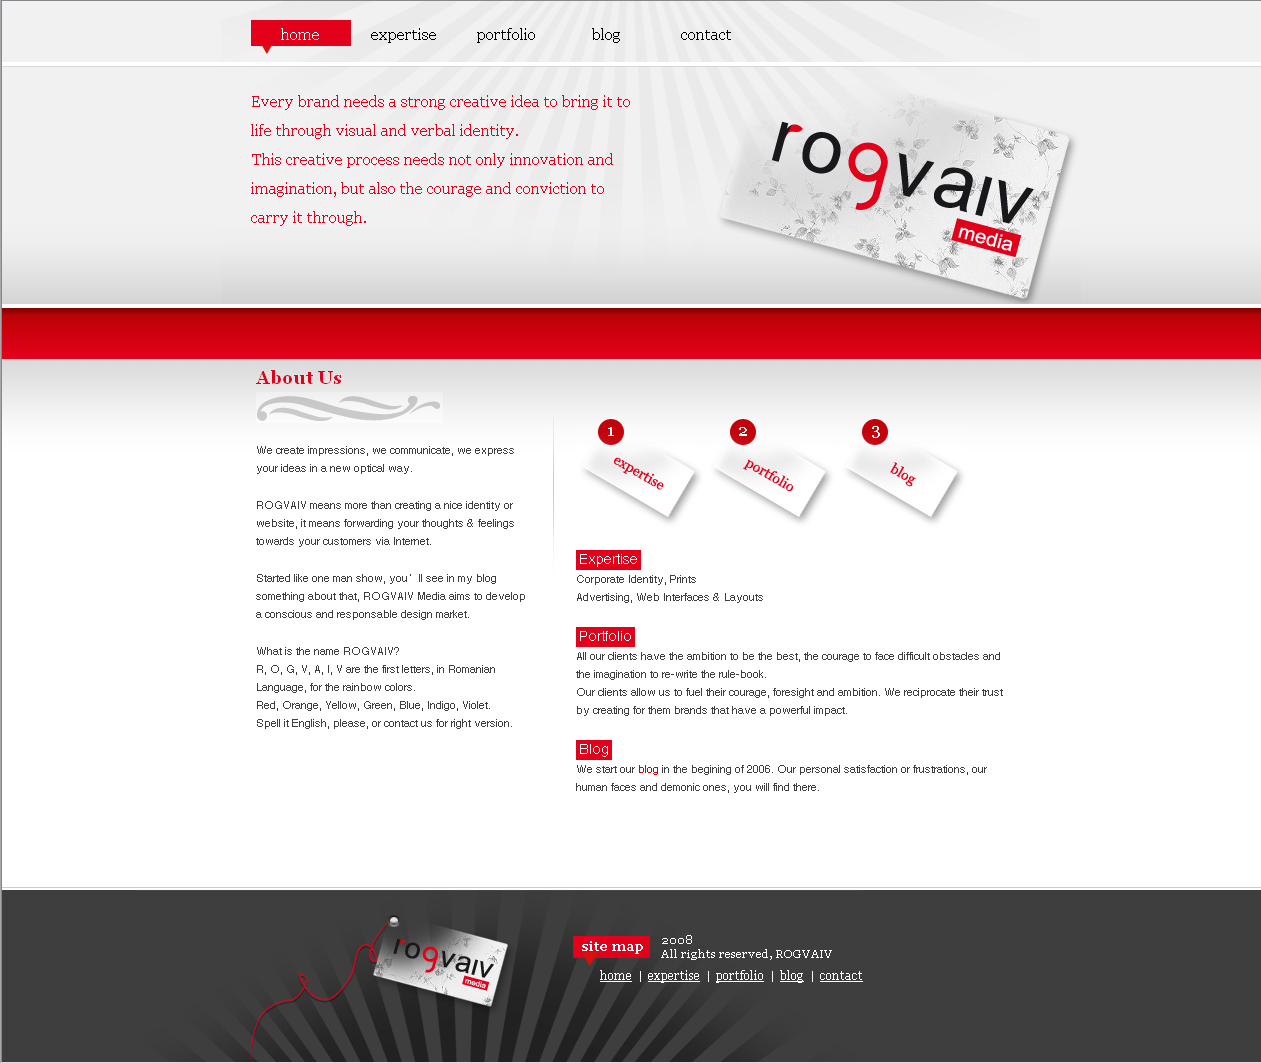 home
expertise
portfolio
blog
contact
Every brand needs a strong creative idea to bring it to
life through visual and verbal identity.
This creative process needs not only innovation and
imagination, but also the courage and conviction to
carry it through.
rogvaiv
media
About Us
We create impressions, we communicate, we express
your ideas in a new optical way.
ROGVAIV means more than creating a nice identity or
website, it means forwarding your thoughts & feelings
towards your customers via Internet.
Started like one man show, you'll see in my blog
something about that, ROGVAIV Media aims to develop
a conscious and responsable design market.
What is the name ROGVAIV?
R, O, G, V, A, I, V are the first letters, in Romanian
Language, for the rainbow colors.
Red, Orange, Yellow, Green, Blue, Indigo, Violet.
Spell it English, please, or contact us for right version.
1
expertise
2
portfolio
3
blog
Expertise
Corporate Identity, Prints
Advertising, Web Interfaces & Layouts
Portfolio
All our clients have the ambition to be the best, the courage to face difficult obstacles and
the imagination to re-write the rule-book.
Our clients allow us to fuel their courage, foresight and ambition. We reciprocate their trust
by creating for them brands that have a powerful impact.
Blog
We start our blog in the begining of 2006. Our personal satisfaction or frustrations, our
human faces and demonic ones, you will find there.
rogvaiv
media
site map
2008
All rights reserved, ROGVAIV
home | expertise | portfolio | blog | contact